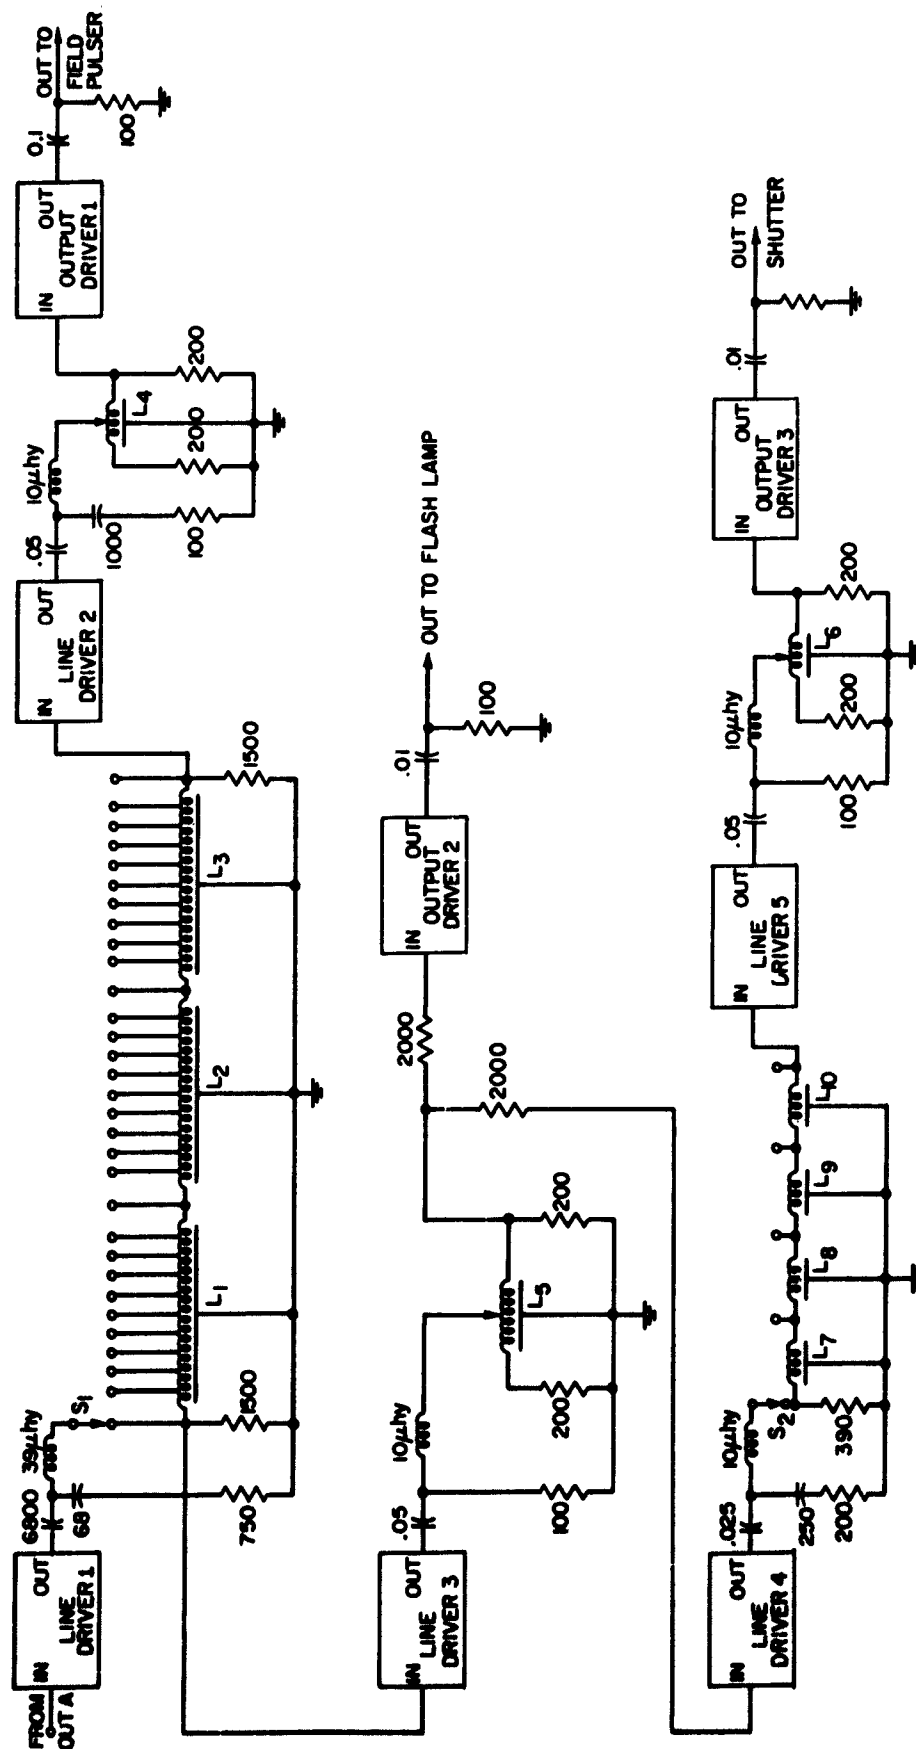 FROM
OUT A
IN
OUT
LINE
DRIVER 1
6800
68
750
39μhy
S1
1500
L1
L2
L3
1500
IN
OUT
LINE
DRIVER 2
.05
1000
100
10μhy
200
L4
200
IN
OUT
OUTPUT
DRIVER 1
0.1
100
OUT TO
FIELD
PULSER
IN
OUT
LINE
DRIVER 3
.05
100
10μhy
200
L5
200
2000
2000
IN
OUT
OUTPUT
DRIVER 2
.01
100
OUT TO FLASH LAMP
IN
OUT
LINE
DRIVER 4
.025
250
200
10μhy
S2
390
L7
L8
L9
L10
IN
OUT
LINE
DRIVER 5
.05
100
10μhy
200
L6
200
IN
OUT
OUTPUT
DRIVER 3
.01
OUT TO
SHUTTER